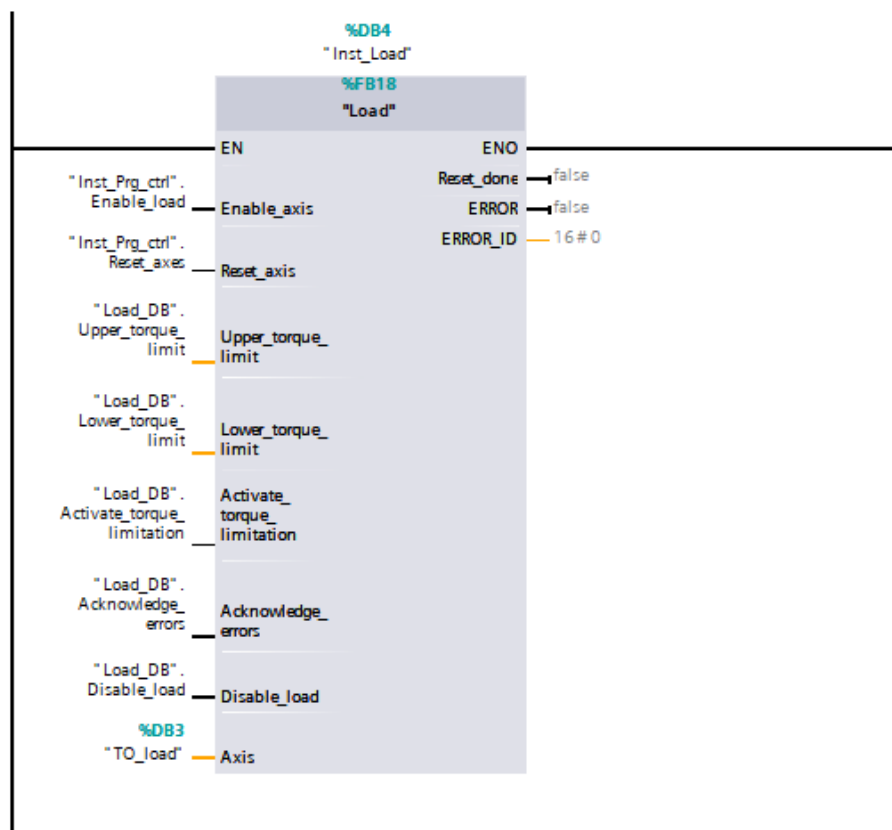 %DB4
"Inst_Load"
%FB18
"Load"
EN ENO
Reset_done false
"Inst_Prg_ctrl".
Enable_load Enable_axis
ERROR false
ERROR_ID 16#0
"Inst_Prg_ctrl".
Reset_axes Reset_axis
"Load_DB".
Upper_torque_
limit
Upper_torque_
limit
"Load_DB".
Lower_torque_
limit
Lower_torque_
limit
"Load_DB".
Activate_torque_
limitation
Activate_
torque_
limitation
"Load_DB".
Acknowledge_
errors
Acknowledge_
errors
"Load_DB".
Disable_load Disable_load
%DB3
"TO_load" Axis